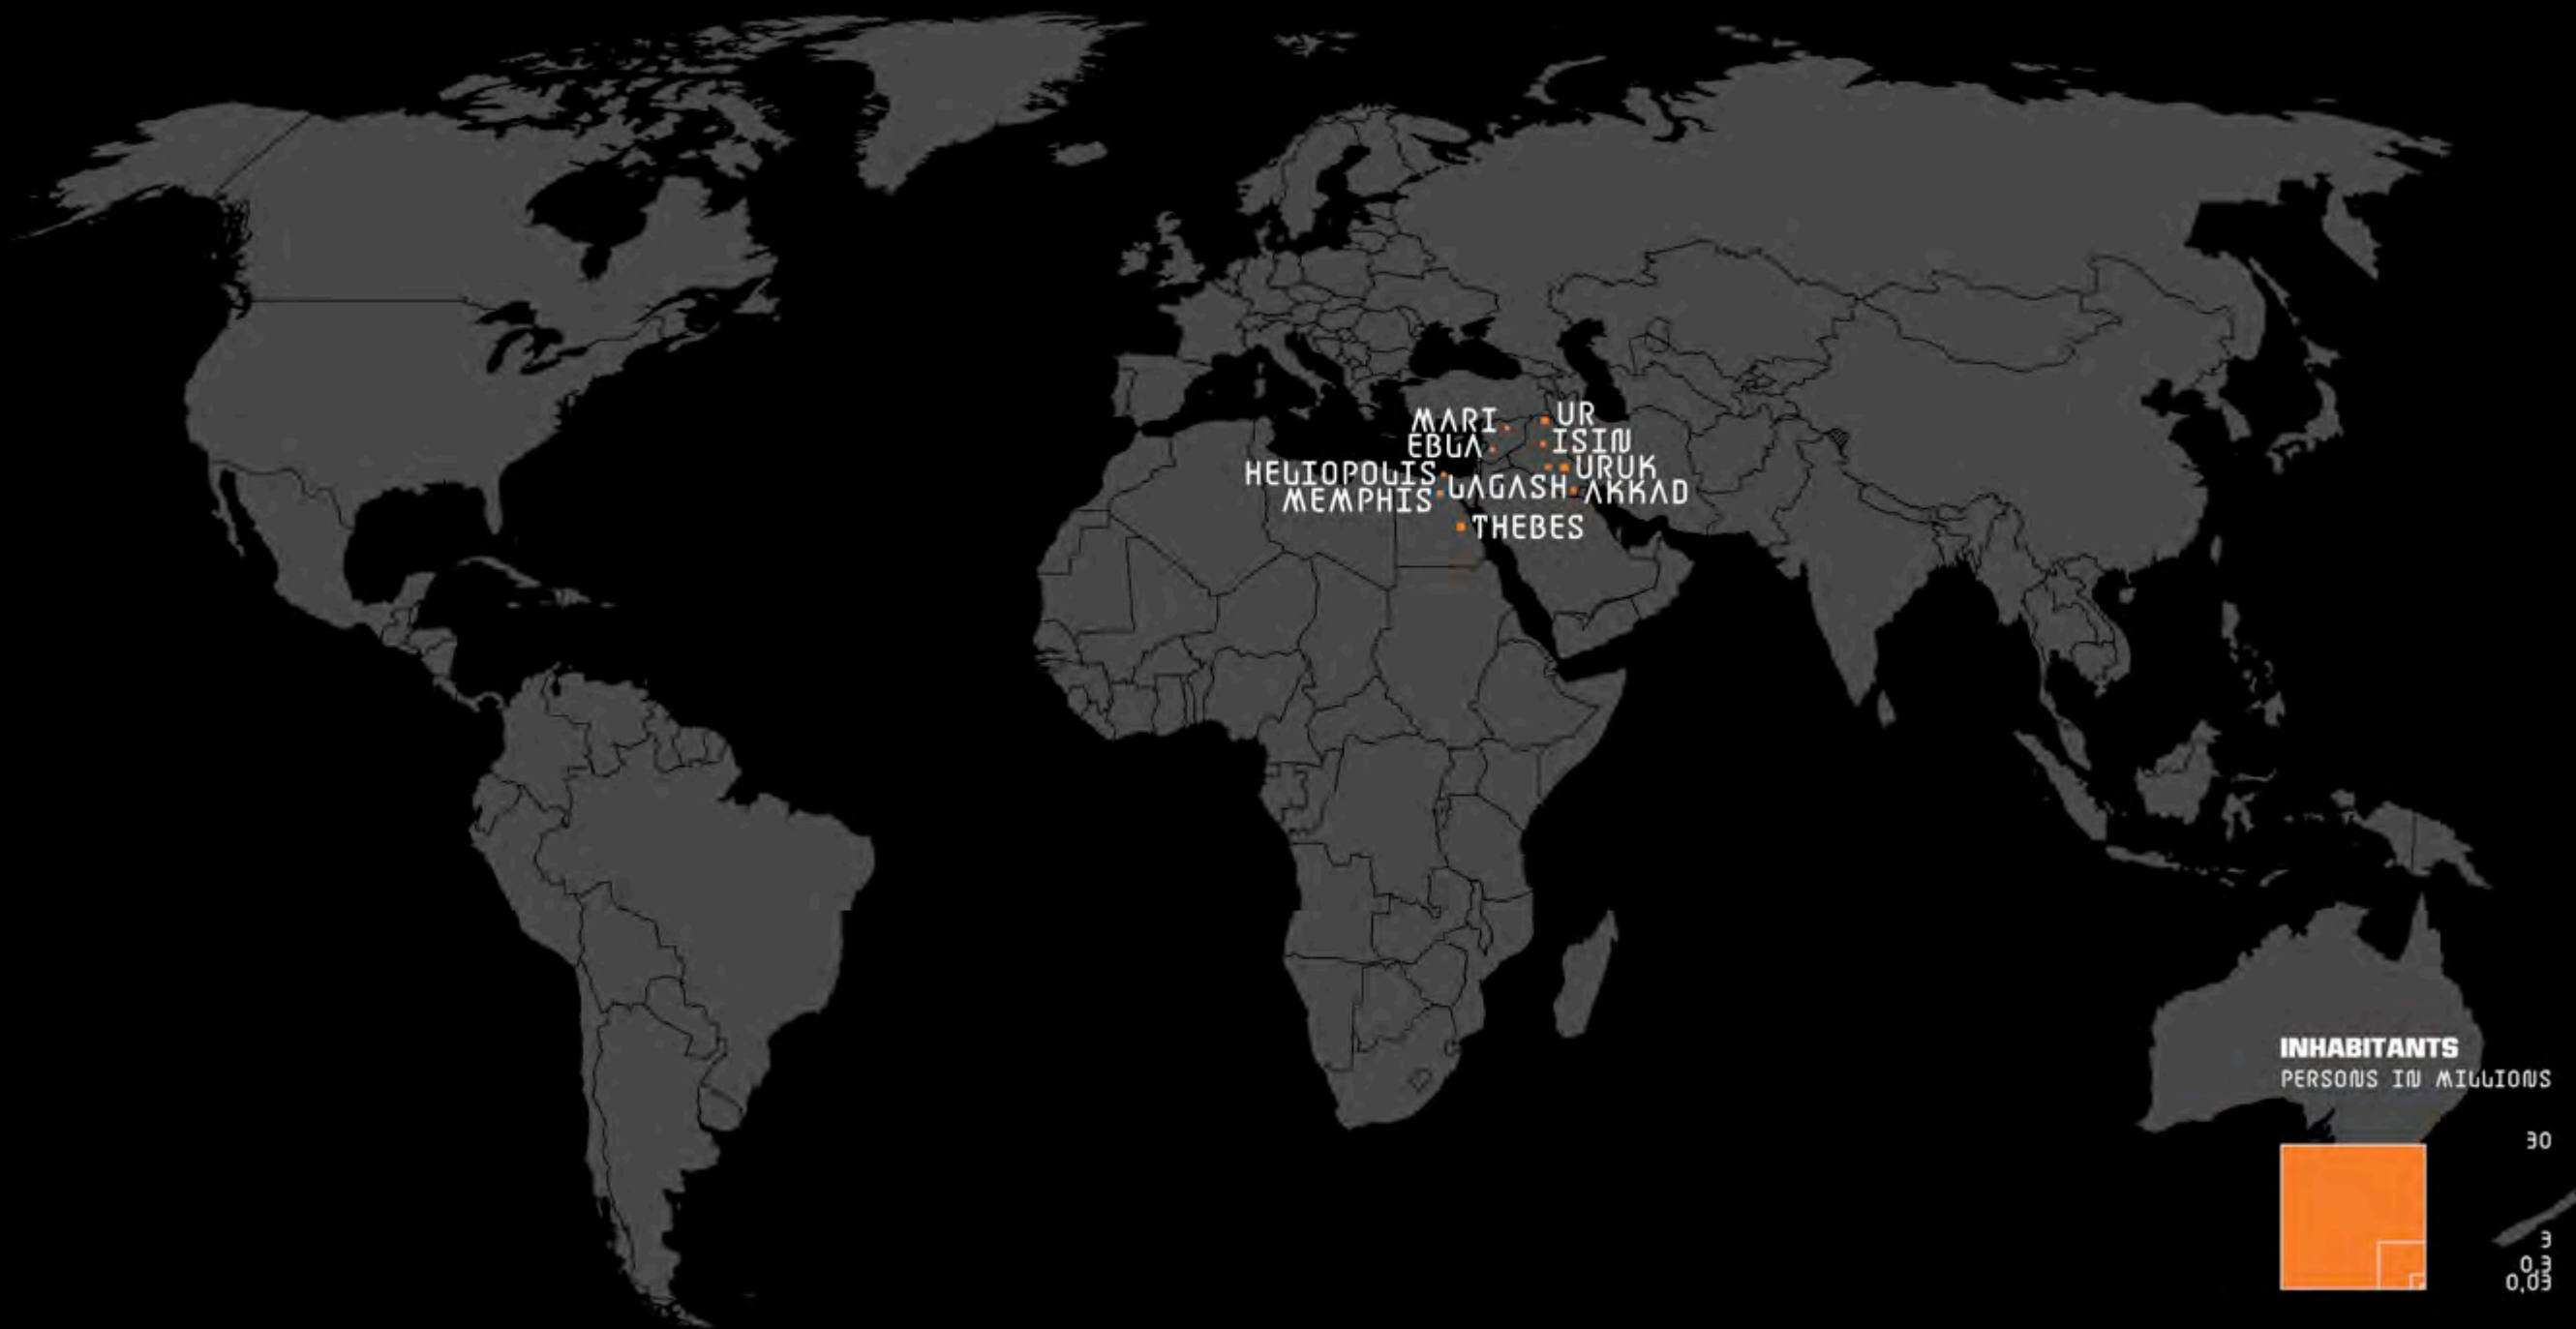 MARI
UR
EBLA
ISIN
HELIOPOLIS
URUK
MEMPHIS
LAGASH
AKKAD
THEBES
INHABITANTS
PERSONS IN MILLIONS
30
3
0,3
0,03